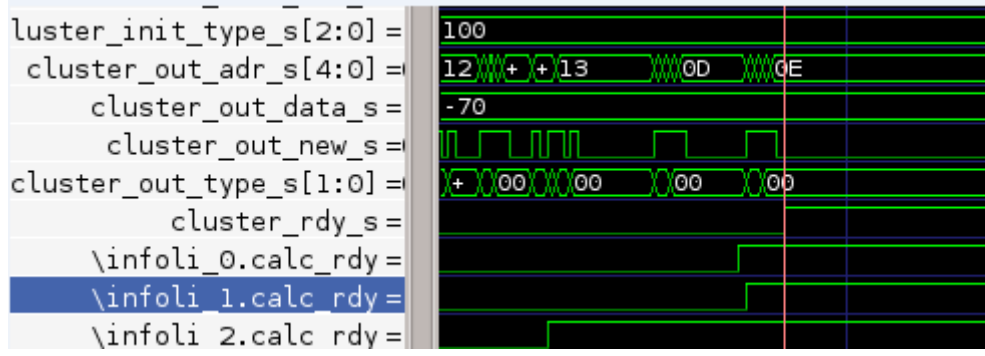 luster_init_type_s[2:0] = 100
cluster_out_adr_s[4:0] = 12 + + 13 0D 0E
cluster_out_data_s = -70
cluster_out_new_s =
cluster_out_type_s[1:0] = + 00 00 00 00
cluster_rdy_s =
\infoli_0.calc_rdy =
\infoli_1.calc_rdy =
\infoli_2.calc_rdy =